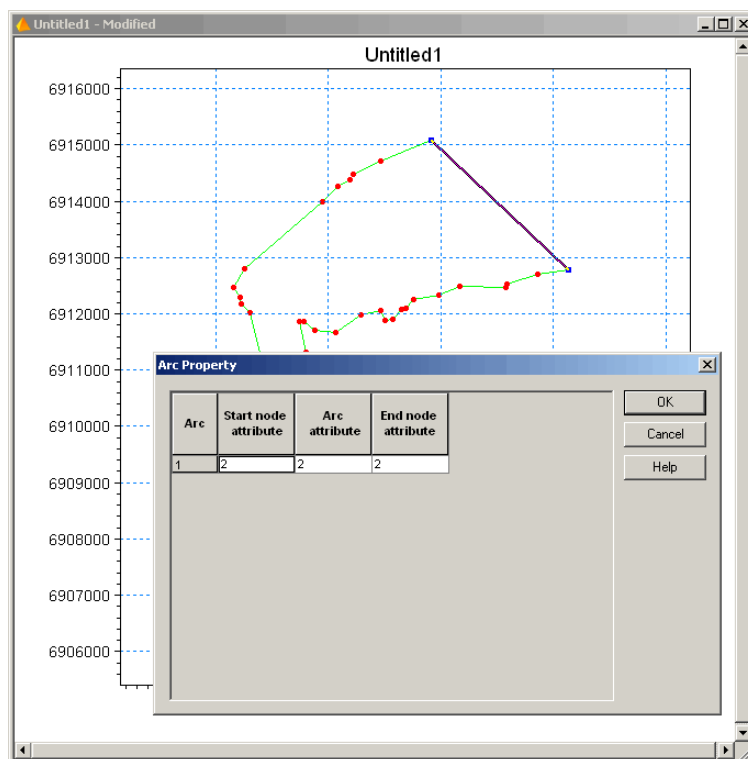 Untitled1 - Modified
Untitled1
6916000
6915000
6914000
6913000
6912000
6911000
6910000
6909000
6908000
6907000
6906000
Arc Property
Arc
Start node attribute
Arc attribute
End node attribute
1
2
2
2
OK
Cancel
Help